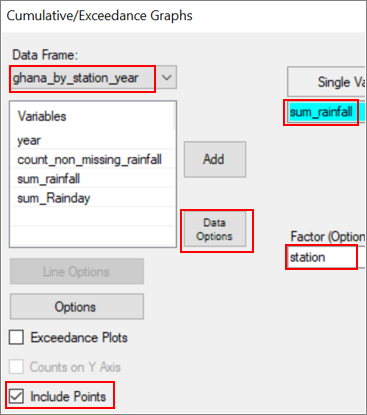 Cumulative/Exceedance Graphs
Data Frame:
ghana_by_station_year
Single Va
Variables
sum_rainfall
year
count_non_missing_rainfall
Add
sum_rainfall
sum_Rainday
Data
Options
Factor (Option
station
Line Options
Options
Exceedance Plots
Counts on Y Axis
Include Points